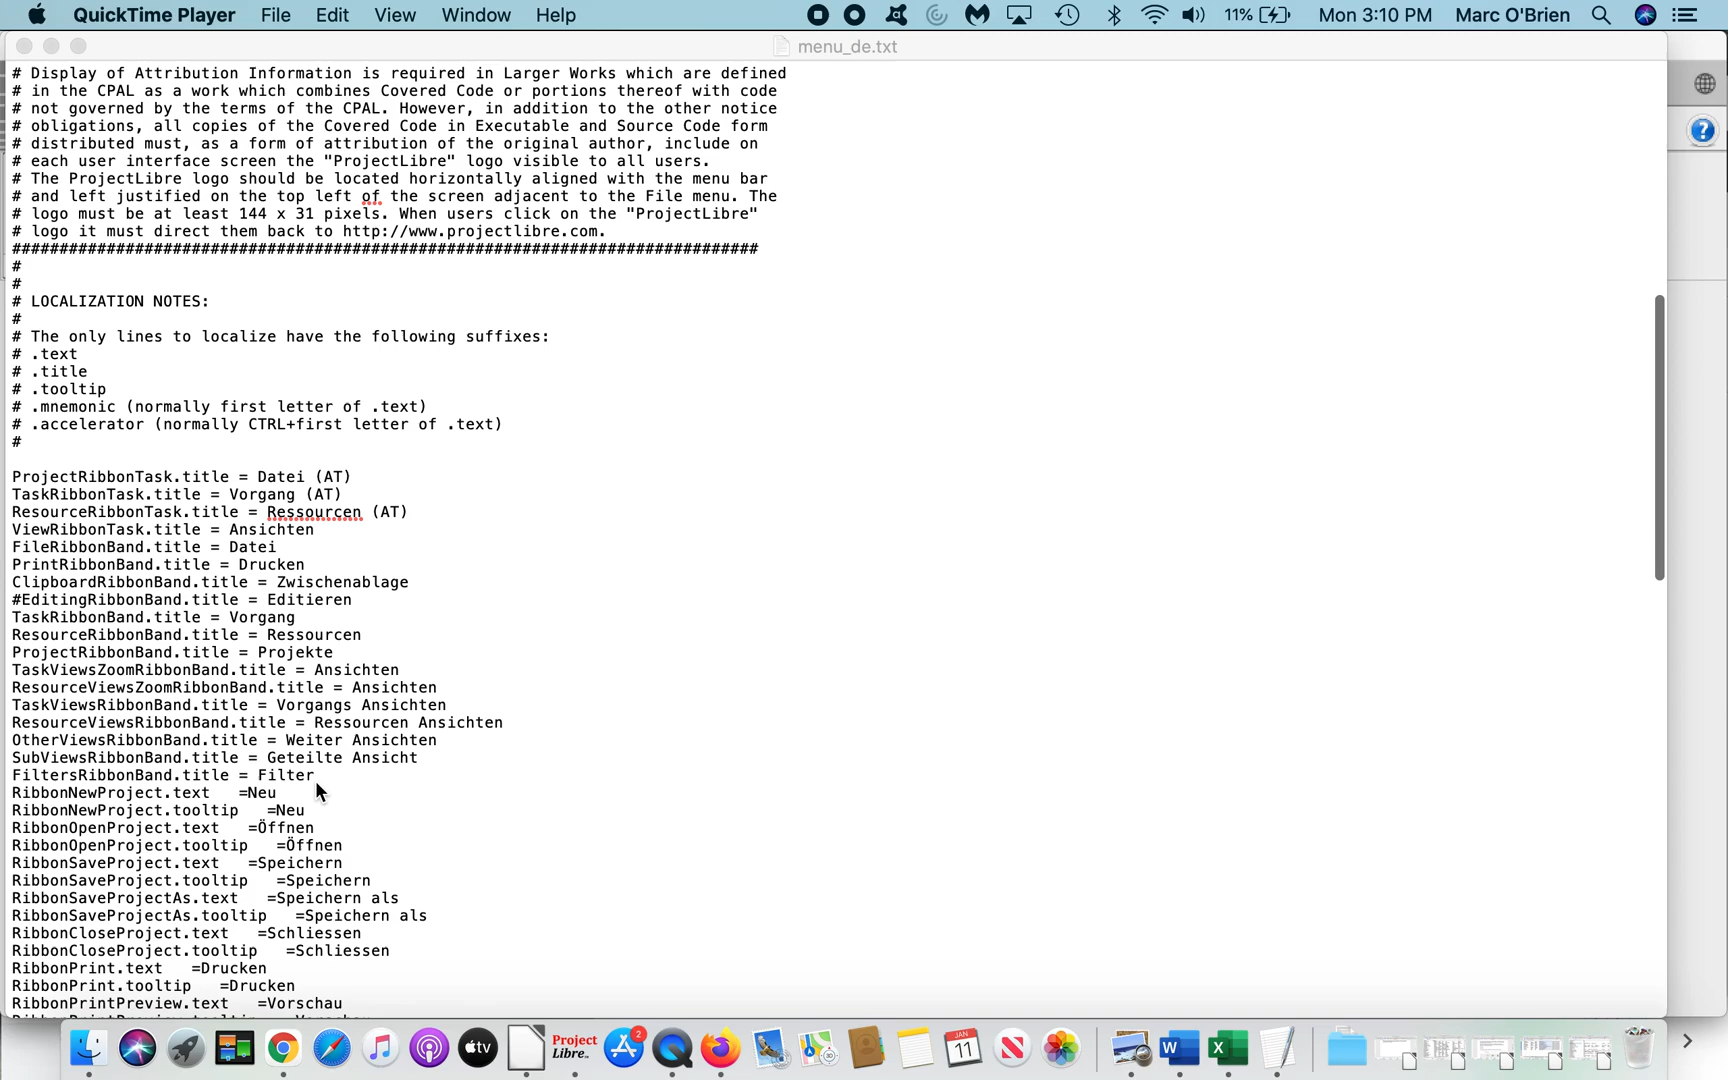 QuickTime Player File Edit View Window Help 11% Mon 3:10 PM Marc O'Brien
menu_de.txt
# Display of Attribution Information is required in Larger Works which are defined
# in the CPAL as a work which combines Covered Code or portions thereof with code
# not governed by the terms of the CPAL. However, in addition to the other notice
# obligations, all copies of the Covered Code in Executable and Source Code form
# distributed must, as a form of attribution of the original author, include on
# each user interface screen the "ProjectLibre" logo visible to all users.
# The ProjectLibre logo should be located horizontally aligned with the menu bar
# and left justified on the top left of the screen adjacent to the File menu. The
# logo must be at least 144 x 31 pixels. When users click on the "ProjectLibre"
# logo it must direct them back to http://www.projectlibre.com.
###############################################################################
#
#
# LOCALIZATION NOTES:
#
# The only lines to localize have the following suffixes:
# .text
# .title
# .tooltip
# .mnemonic (normally first letter of .text)
# .accelerator (normally CTRL+first letter of .text)
#
ProjectRibbonTask.title = Datei (AT)
TaskRibbonTask.title = Vorgang (AT)
ResourceRibbonTask.title = Ressourcen (AT)
ViewRibbonTask.title = Ansichten
FileRibbonBand.title = Datei
PrintRibbonBand.title = Drucken
ClipboardRibbonBand.title = Zwischenablage
#EditingRibbonBand.title = Editieren
TaskRibbonBand.title = Vorgang
ResourceRibbonBand.title = Ressourcen
ProjectRibbonBand.title = Projekte
TaskViewsZoomRibbonBand.title = Ansichten
ResourceViewsZoomRibbonBand.title = Ansichten
TaskViewsRibbonBand.title = Vorgangs Ansichten
ResourceViewsRibbonBand.title = Ressourcen Ansichten
OtherViewsRibbonBand.title = Weiter Ansichten
SubViewsRibbonBand.title = Geteilte Ansicht
FiltersRibbonBand.title = Filter
RibbonNewProject.text =Neu
RibbonNewProject.tooltip =Neu
RibbonOpenProject.text =Öffnen
RibbonOpenProject.tooltip =Öffnen
RibbonSaveProject.text =Speichern
RibbonSaveProject.tooltip =Speichern
RibbonSaveProjectAs.text =Speichern als
RibbonSaveProjectAs.tooltip =Speichern als
RibbonCloseProject.text =Schliessen
RibbonCloseProject.tooltip =Schliessen
RibbonPrint.text =Drucken
RibbonPrint.tooltip =Drucken
RibbonPrintPreview.text =Vorschau
Project
Libre
tv
2
JAN
11
W
X